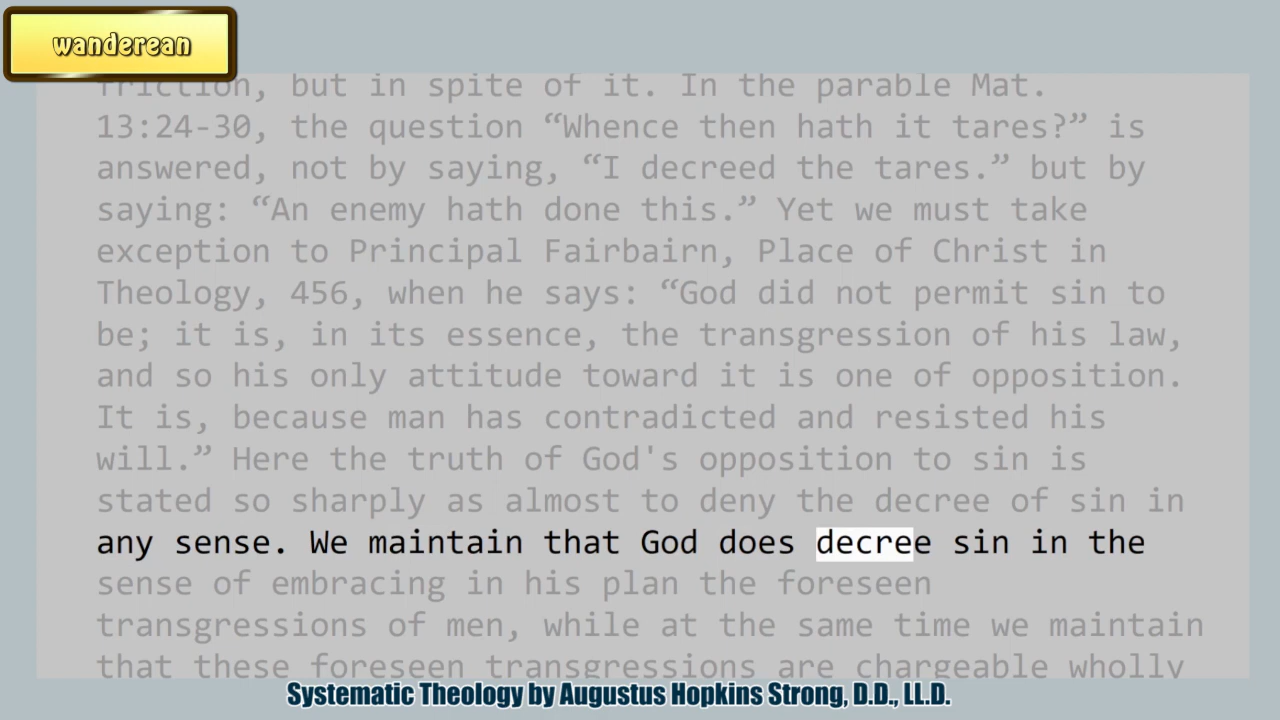 wanderean
friction, but in spite of it. In the parable Mat.
13:24-30, the question “Whence then hath it tares?” is
answered, not by saying, “I decreed the tares.” but by
saying: “An enemy hath done this.” Yet we must take
exception to Principal Fairbairn, Place of Christ in
Theology, 456, when he says: “God did not permit sin to
be; it is, in its essence, the transgression of his law,
and so his only attitude toward it is one of opposition.
It is, because man has contradicted and resisted his
will.” Here the truth of God's opposition to sin is
stated so sharply as almost to deny the decree of sin in
any sense. We maintain that God does decree sin in the
sense of embracing in his plan the foreseen
transgressions of men, while at the same time we maintain
that these foreseen transgressions are chargeable wholly
Systematic Theology by Augustus Hopkins Strong, D.D., LL.D.